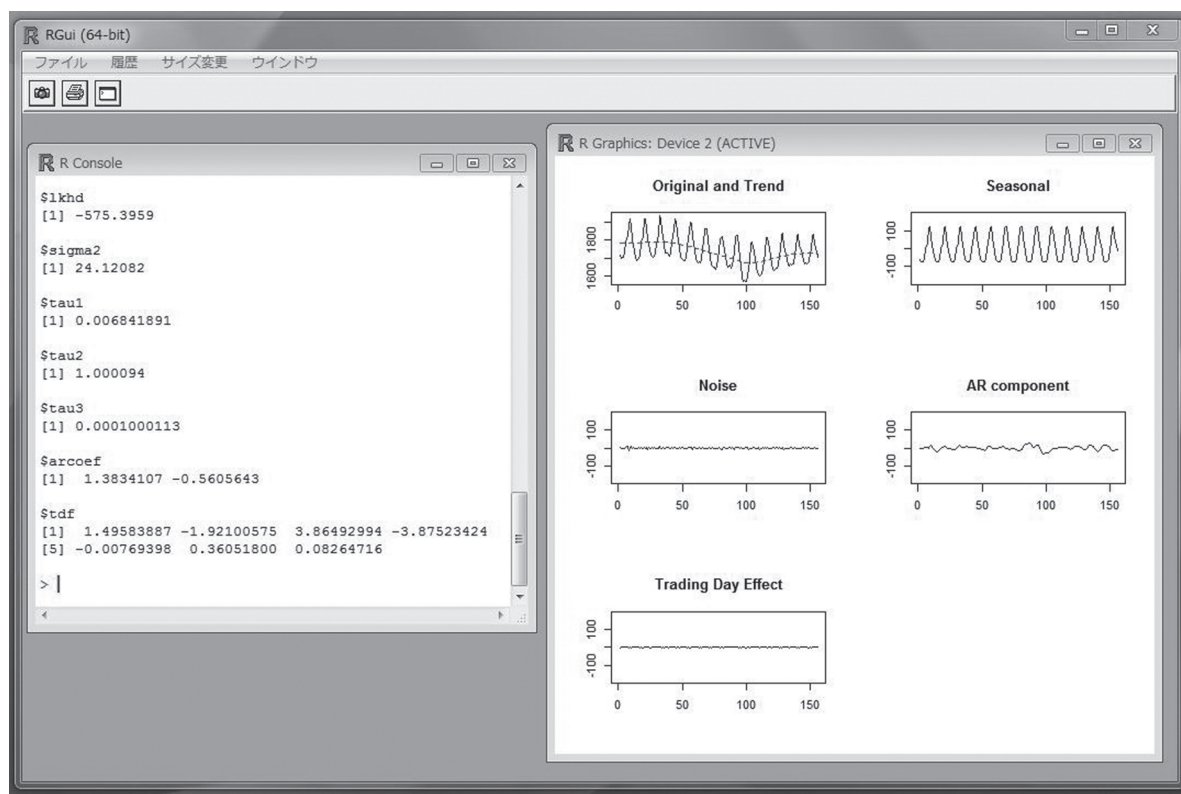 RGui (64-bit)
ファイル 履歴 サイズ変更 ウインドウ
R Console
$lkhd
[1] -575.3959
$sigma2
[1] 24.12082
$tau1
[1] 0.006841891
$tau2
[1] 1.000094
$tau3
[1] 0.0001000113
$arcoef
[1] 1.3834107 -0.5605643
$tdf
[1] 1.49583887 -1.92100575 3.86492994 -3.87523424
[5] -0.00769398 0.36051800 0.08264716
>
R Graphics: Device 2 (ACTIVE)
Original and Trend
1600 1800
0 50 100 150
Seasonal
-100 100
0 50 100 150
Noise
-100 100
0 50 100 150
AR component
-100 100
0 50 100 150
Trading Day Effect
-100 100
0 50 100 150